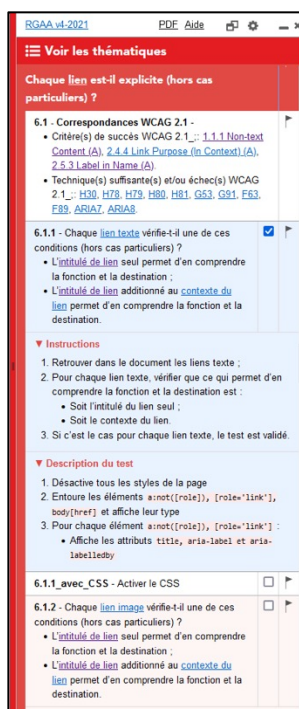 RGAA v4-2021 PDF Aide
Voir les thématiques
Chaque lien est-il explicite (hors cas
particuliers) ?
6.1 - Correspondances WCAG 2.1 -
• Critère(s) de succès WCAG 2.1_;: 1.1.1 Non-text
Content (A), 2.4.4 Link Purpose (In Context) (A),
2.5.3 Label in Name (A).
• Technique(s) suffisante(s) et/ou échec(s) WCAG
2.1_;: H30, H78, H79, H80, H81, G53, G91, F63,
F89, ARIA7, ARIA8.
6.1.1 - Chaque lien texte vérifie-t-il une de ces
conditions (hors cas particuliers) ?
• L'intitulé de lien seul permet d'en comprendre
la fonction et la destination ;
• L'intitulé de lien additionné au contexte du
lien permet d'en comprendre la fonction et la
destination.
▼ Instructions
1. Retrouver dans le document les liens texte ;
2. Pour chaque lien texte, vérifier que ce qui permet d'en
comprendre la fonction et la destination est :
• Soit l'intitulé du lien seul ;
• Soit le contexte du lien.
3. Si c'est le cas pour chaque lien texte, le test est validé.
▼ Description du test
1. Désactive tous les styles de la page
2. Entoure les éléments a:not([role]), [role='link'],
body[href] et affiche leur type
3. Pour chaque élément a:not([role]), [role='link'] :
• Affiche les attributs title, aria-label et aria-
labelledby
6.1.1_avec_CSS - Activer le CSS
6.1.2 - Chaque lien image vérifie-t-il une de ces
conditions (hors cas particuliers) ?
• L'intitulé de lien seul permet d'en comprendre
la fonction et la destination ;
• L'intitulé de lien additionné au contexte du
lien permet d'en comprendre la fonction et la
destination.